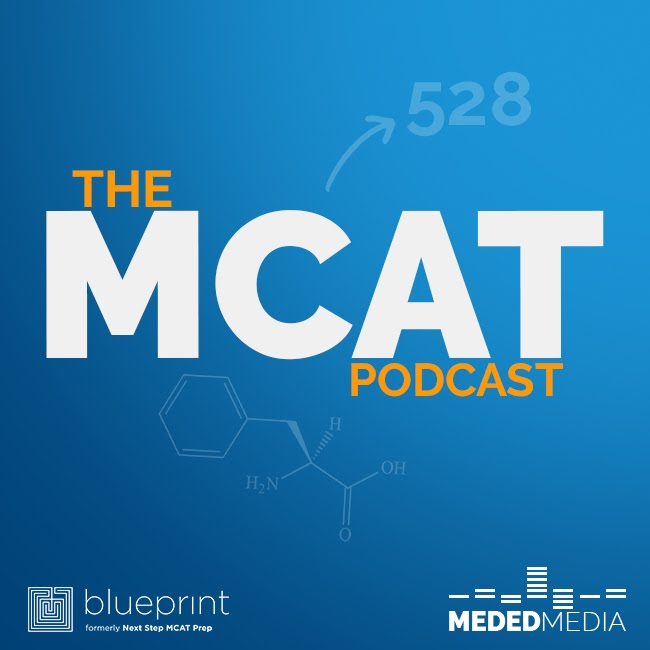 528
THE
MCAT
PODCAST
H
H₂N
OH
O
blueprint
formerly Next Step MCAT Prep
MEDEDMEDIA